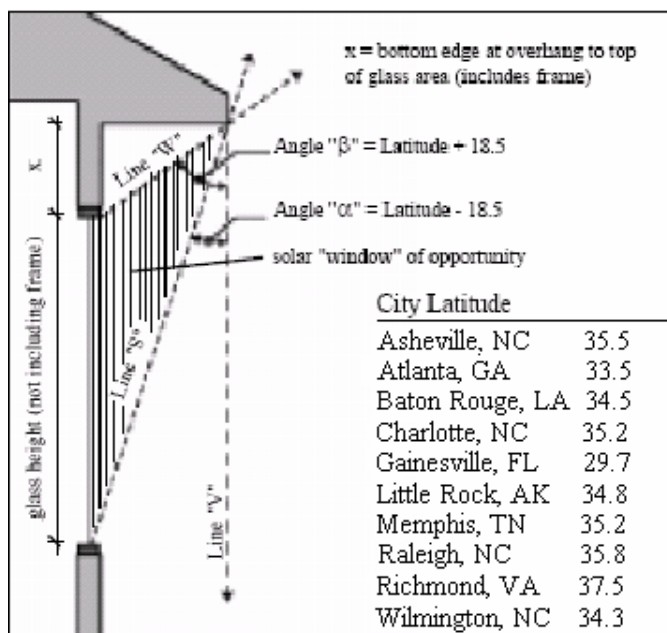 x = bottom edge at overhang to top
of glass area (includes frame)
Line "W"
x
Angle "β" = Latitude + 18.5
Angle "α" = Latitude - 18.5
solar "window" of opportunity
glass height (not including frame)
Line "S"
Line "V"
City Latitude
Asheville, NC 35.5
Atlanta, GA 33.5
Baton Rouge, LA 34.5
Charlotte, NC 35.2
Gainesville, FL 29.7
Little Rock, AK 34.8
Memphis, TN 35.2
Raleigh, NC 35.8
Richmond, VA 37.5
Wilmington, NC 34.3